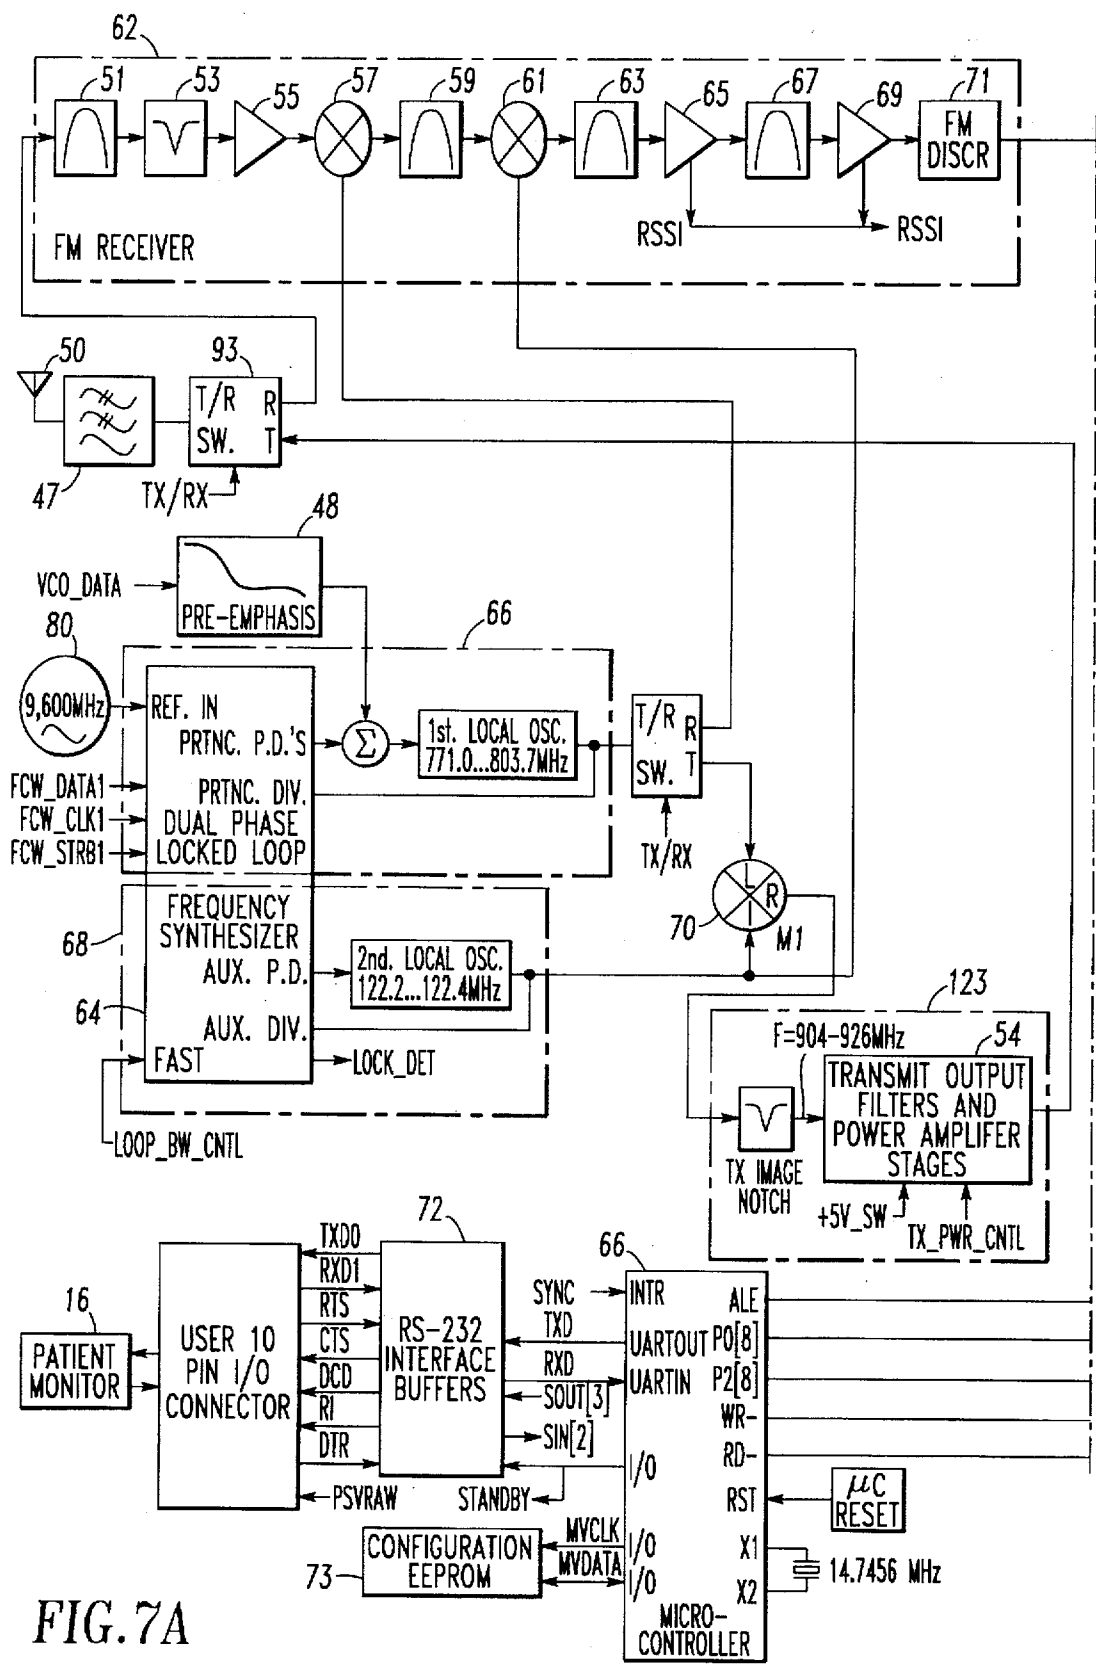 62
51
53
55
57
59
61
63
65
67
69
71
FM
DISCR
RSSI
RSSI
FM RECEIVER
50
93
T/R
SW.
R
T
47
TX/RX
48
VCO_DATA
PRE-EMPHASIS
80
66
9,600MHz
REF. IN
PRTNC. P.D.'S
Σ
1st. LOCAL OSC.
771.0...803.7MHz
T/R
SW.
R
T
FCW_DATA1
FCW_CLK1
FCW_STRB1
PRTNC. DIV.
DUAL PHASE
LOCKED LOOP
TX/RX
L
R
I
70
M1
68
FREQUENCY
SYNTHESIZER
AUX. P.D.
2nd. LOCAL OSC.
122.2...122.4MHz
64
AUX. DIV.
FAST
LOCK_DET
LOOP_BW_CNTL
123
F=904-926MHz
54
TRANSMIT OUTPUT
FILTERS AND
POWER AMPLIFER
STAGES
TX IMAGE
NOTCH
+5V_SW
TX_PWR_CNTL
72
66
16
PATIENT
MONITOR
USER 10
PIN I/O
CONNECTOR
TXD0
RXD1
RTS
CTS
DCD
RI
DTR
PSVRAW
RS-232
INTERFACE
BUFFERS
SYNC
TXD
RXD
SOUT[3]
SIN[2]
STANDBY
INTR
UARTOUT
UARTIN
I/O
I/O
I/O
ALE
P0[8]
P2[8]
WR-
RD-
RST
X1
X2
MICRO-
CONTROLLER
μC
RESET
14.7456 MHz
MVCLK
MVDATA
CONFIGURATION
EEPROM
73
FIG.7A